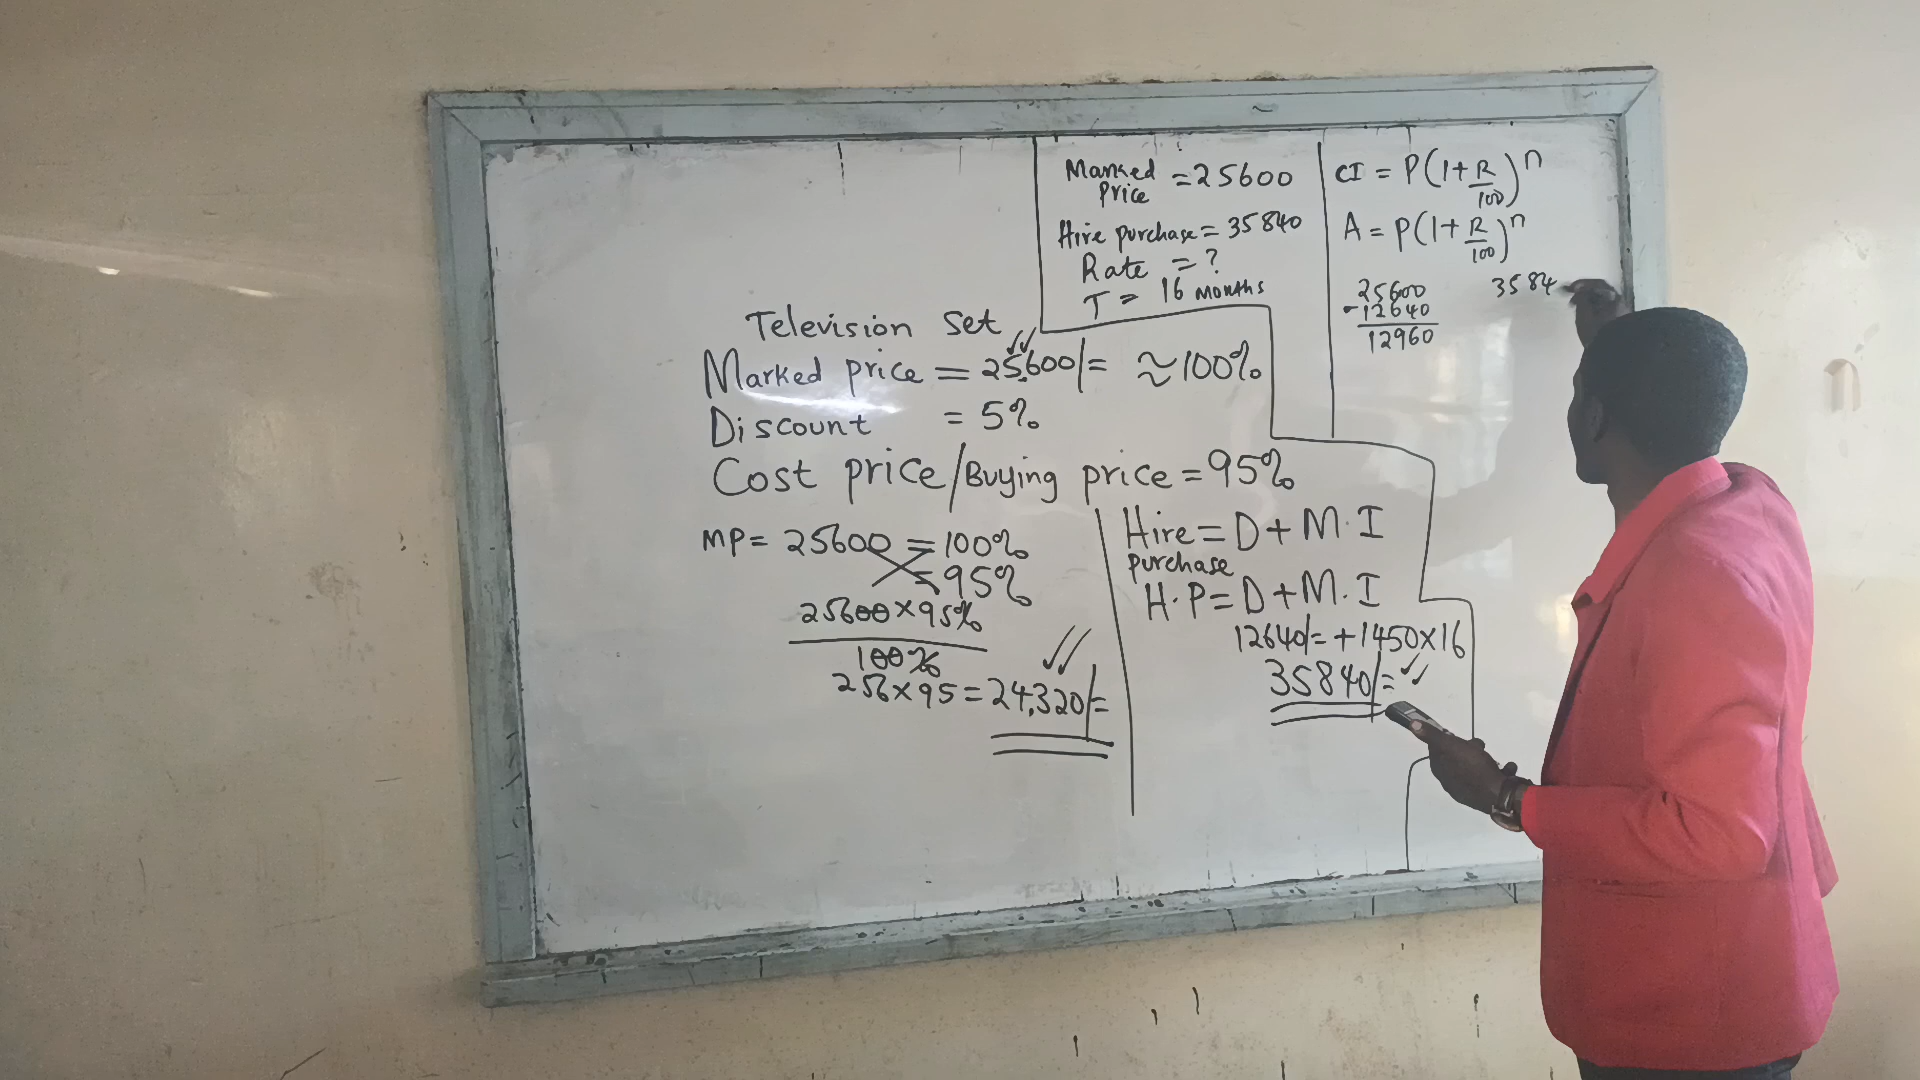 Marked = 25600
Price
Hire purchase = 35840
Rate = ?
T = 16 months
CI = P(1+R/100)^n
A = P(1+R/100)^n
25600
-12640
12960
3584
Television Set
Marked price = 25,600/= ≈ 100%
Discount = 5%
Cost price/Buying price = 95%
MP = 25600 = 100%
= 95%
25600 x 95%
100%
256 x 95 = 24,320/=
Hire = D + M.I
purchase
H.P = D + M.I
12640/= + 1450 x 16
35840/=